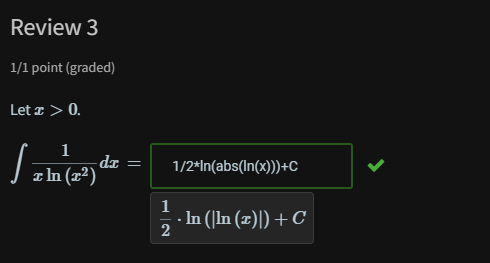 Review 3
1/1 point (graded)
Let x > 0.
∫ 1/(x ln (x²)) dx = 1/2*ln(abs(ln(x)))+C ✔
1/2 · ln (|ln (x)|) + C